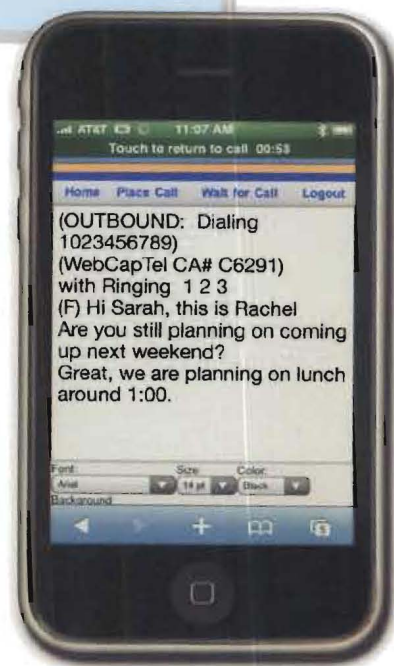 AT&T 11:07 AM
Touch to return to call 00:53
Home Place Call Wait for Call Logout
(OUTBOUND: Dialing
1023456789)
(WebCapTel CA# C6291)
with Ringing 1 2 3
(F) Hi Sarah, this is Rachel
Are you still planning on coming
up next weekend?
Great, we are planning on lunch
around 1:00.
Font Size Color:
Arial 14 pt Black
Background